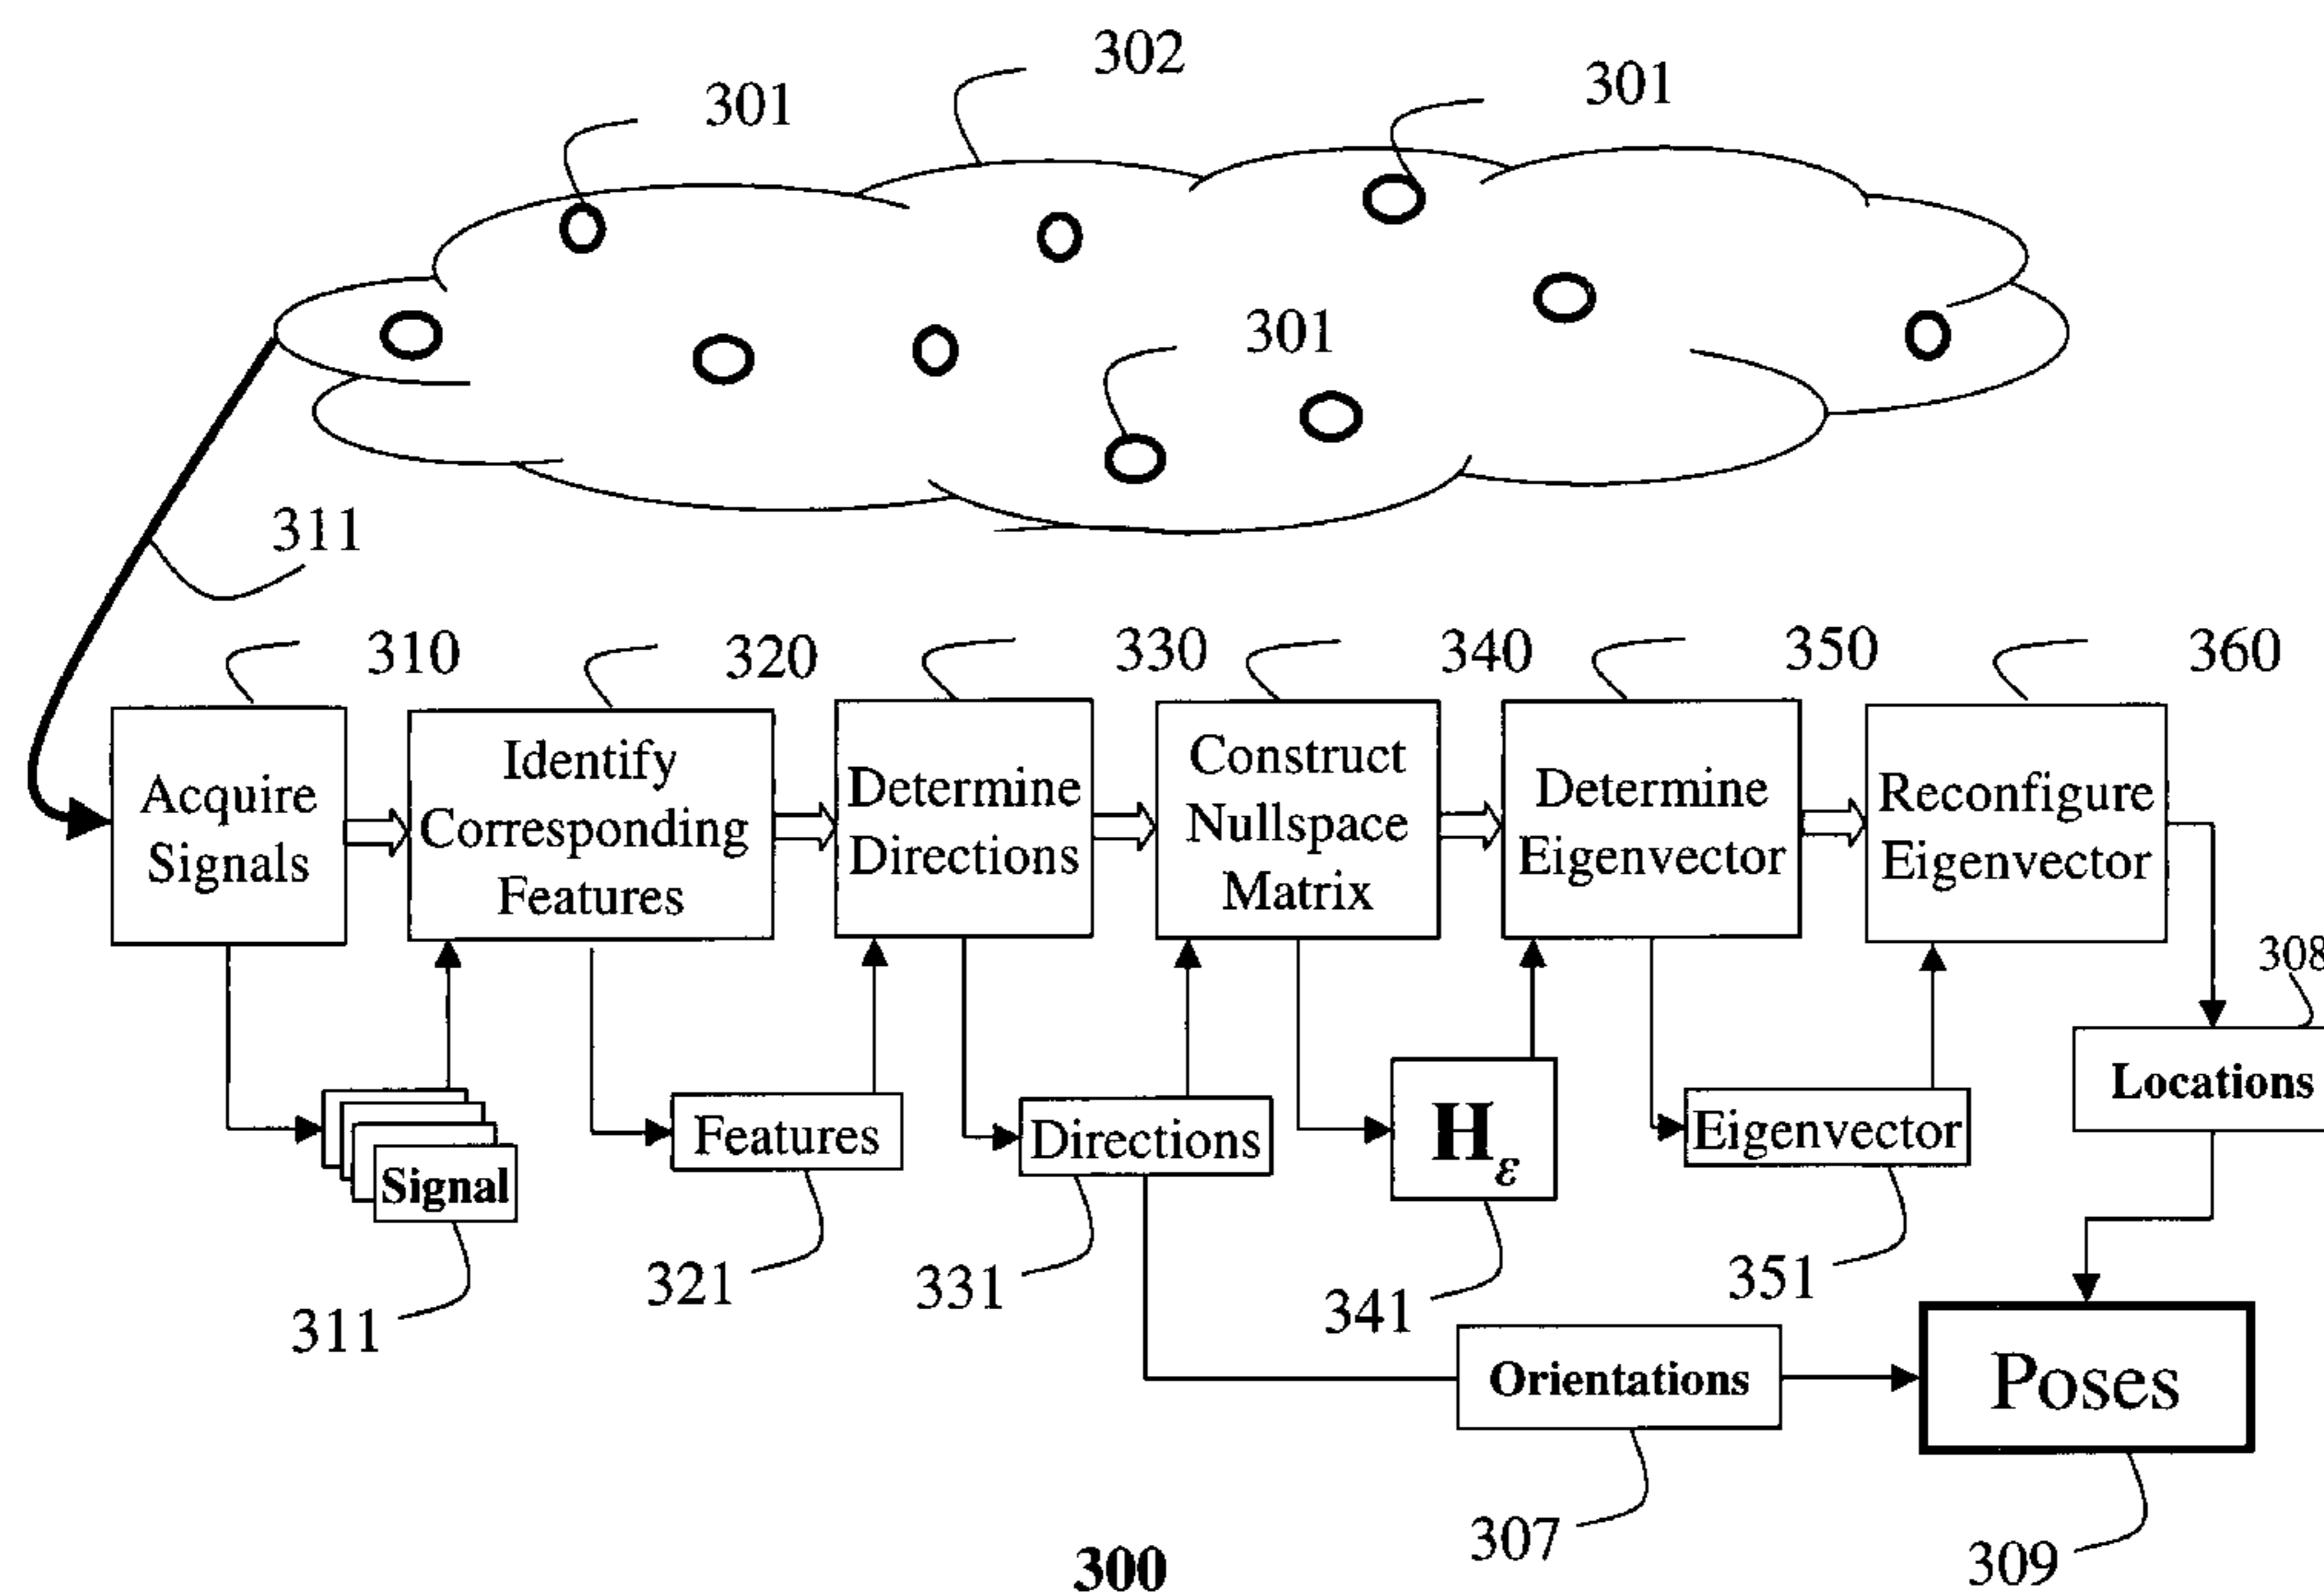 302
301
301
301
311
310
320
330
340
350
360
Acquire
Signals
Identify
Corresponding
Features
Determine
Directions
Construct
Nullspace
Matrix
Determine
Eigenvector
Reconfigure
Eigenvector
308
Locations
Signal
Features
Directions
Hε
Eigenvector
311
321
331
341
351
Orientations
Poses
307
309
300